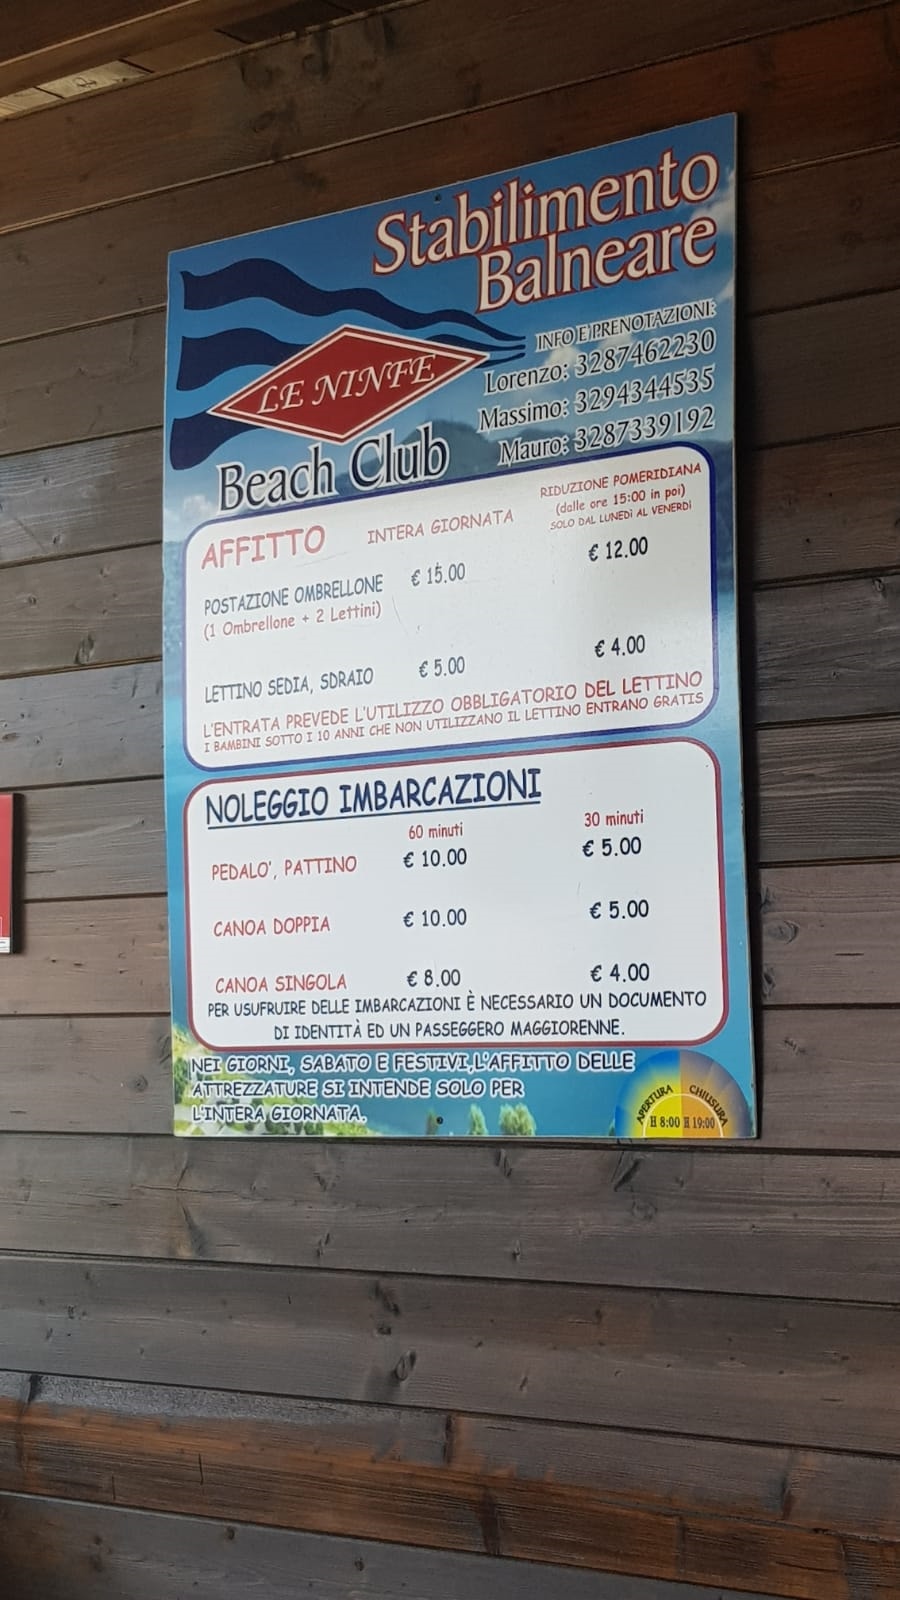 Stabilimento
Balneare
LE NINFE
Beach Club
INFO E PRENOTAZIONI:
Lorenzo: 3287462230
Massimo: 3294344535
Mauro: 3287339192
AFFITTO INTERA GIORNATA RIDUZIONE POMERIDIANA
(dalle ore 15:00 in poi)
SOLO DAL LUNEDì AL VENERDì
POSTAZIONE OMBRELLONE € 15.00 € 12.00
(1 Ombrellone + 2 Lettini)
LETTINO SEDIA, SDRAIO € 5.00 € 4.00
L'ENTRATA PREVEDE L'UTILIZZO OBBLIGATORIO DEL LETTINO
I BAMBINI SOTTO I 10 ANNI CHE NON UTILIZZANO IL LETTINO ENTRANO GRATIS
NOLEGGIO IMBARCAZIONI
60 minuti 30 minuti
PEDALO', PATTINO € 10.00 € 5.00
CANOA DOPPIA € 10.00 € 5.00
CANOA SINGOLA € 8.00 € 4.00
PER USUFRUIRE DELLE IMBARCAZIONI È NECESSARIO UN DOCUMENTO
DI IDENTITÀ ED UN PASSEGGERO MAGGIORENNE.
NEI GIORNI, SABATO E FESTIVI,L'AFFITTO DELLE
ATTREZZATURE SI INTENDE SOLO PER
L'INTERA GIORNATA.
APERTURA CHIUSURA
H 8:00 H 19:00